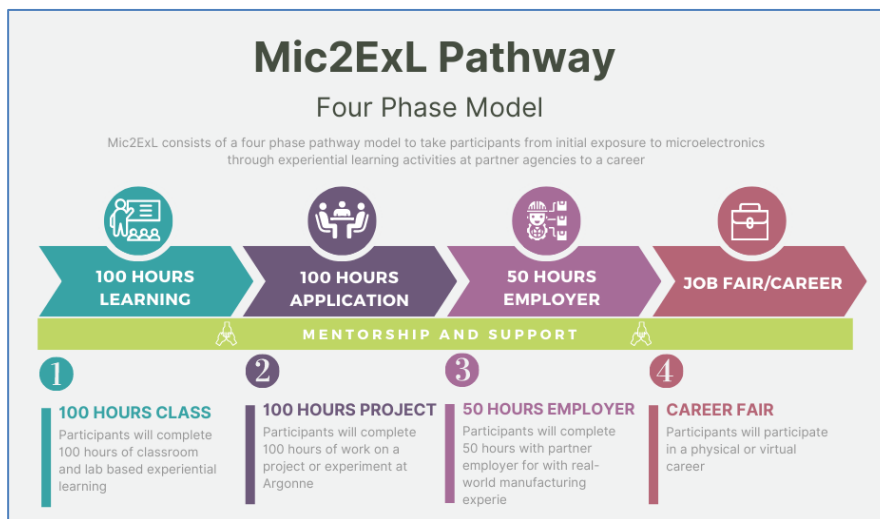 Mic2ExL Pathway
Four Phase Model
Mic2ExL consists of a four phase pathway model to take participants from initial exposure to microelectronics
through experiential learning activities at partner agencies to a career
100 HOURS
LEARNING
100 HOURS
APPLICATION
50 HOURS
EMPLOYER
JOB FAIR/CAREER
MENTORSHIP AND SUPPORT
1
100 HOURS CLASS
Participants will complete
100 hours of classroom
and lab based experiential
learning
2
100 HOURS PROJECT
Participants will complete
100 hours of work on a
project or experiment at
Argonne
3
50 HOURS EMPLOYER
Participants will complete
50 hours with partner
employer for with real-
world manufacturing
experie
4
CAREER FAIR
Participants will participate
in a physical or virtual
career